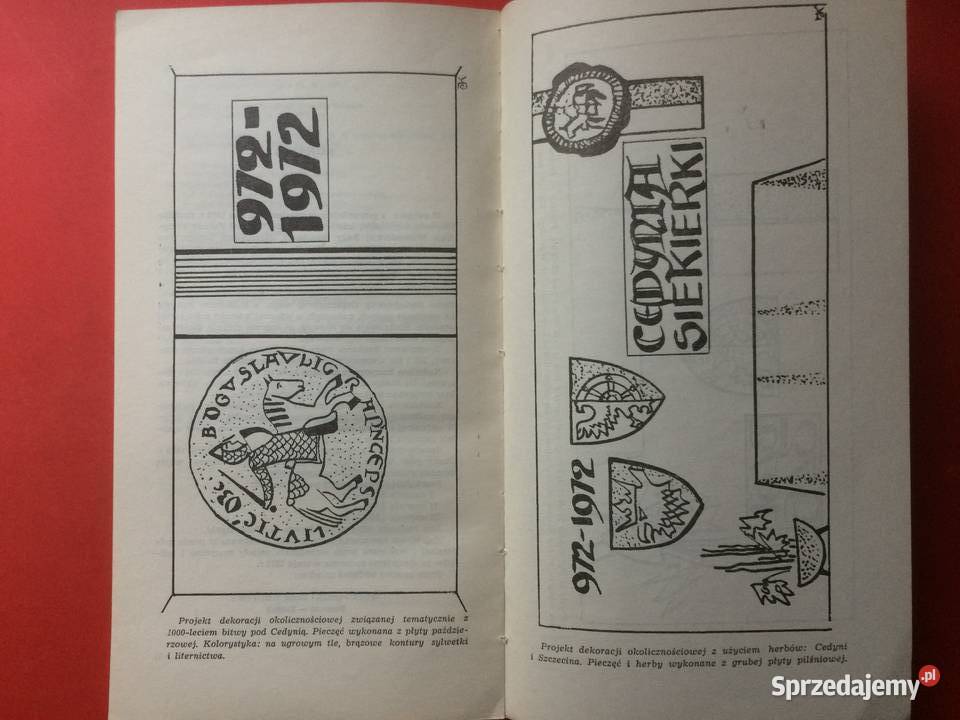 972-
1972
BOGUSLAV
LIUTIC
Projekt dekoracji okolicznościowej związanej tematycznie z
1000-leciem bitwy pod Cedynią. Pieczęć wykonana z płyty paździe-
rzowej. Kolorystyka: na ugrowym tle, brązowe kontury sylwetki
i liternictwa.
CEDYNIA
SIEKIERKI
972-1972
Projekt dekoracji okolicznościowej z użyciem herbów: Cedyni
i Szczecina. Pieczęć i herby wykonane z grubej płyty pilśniowej.
Sprzedajemy.pl